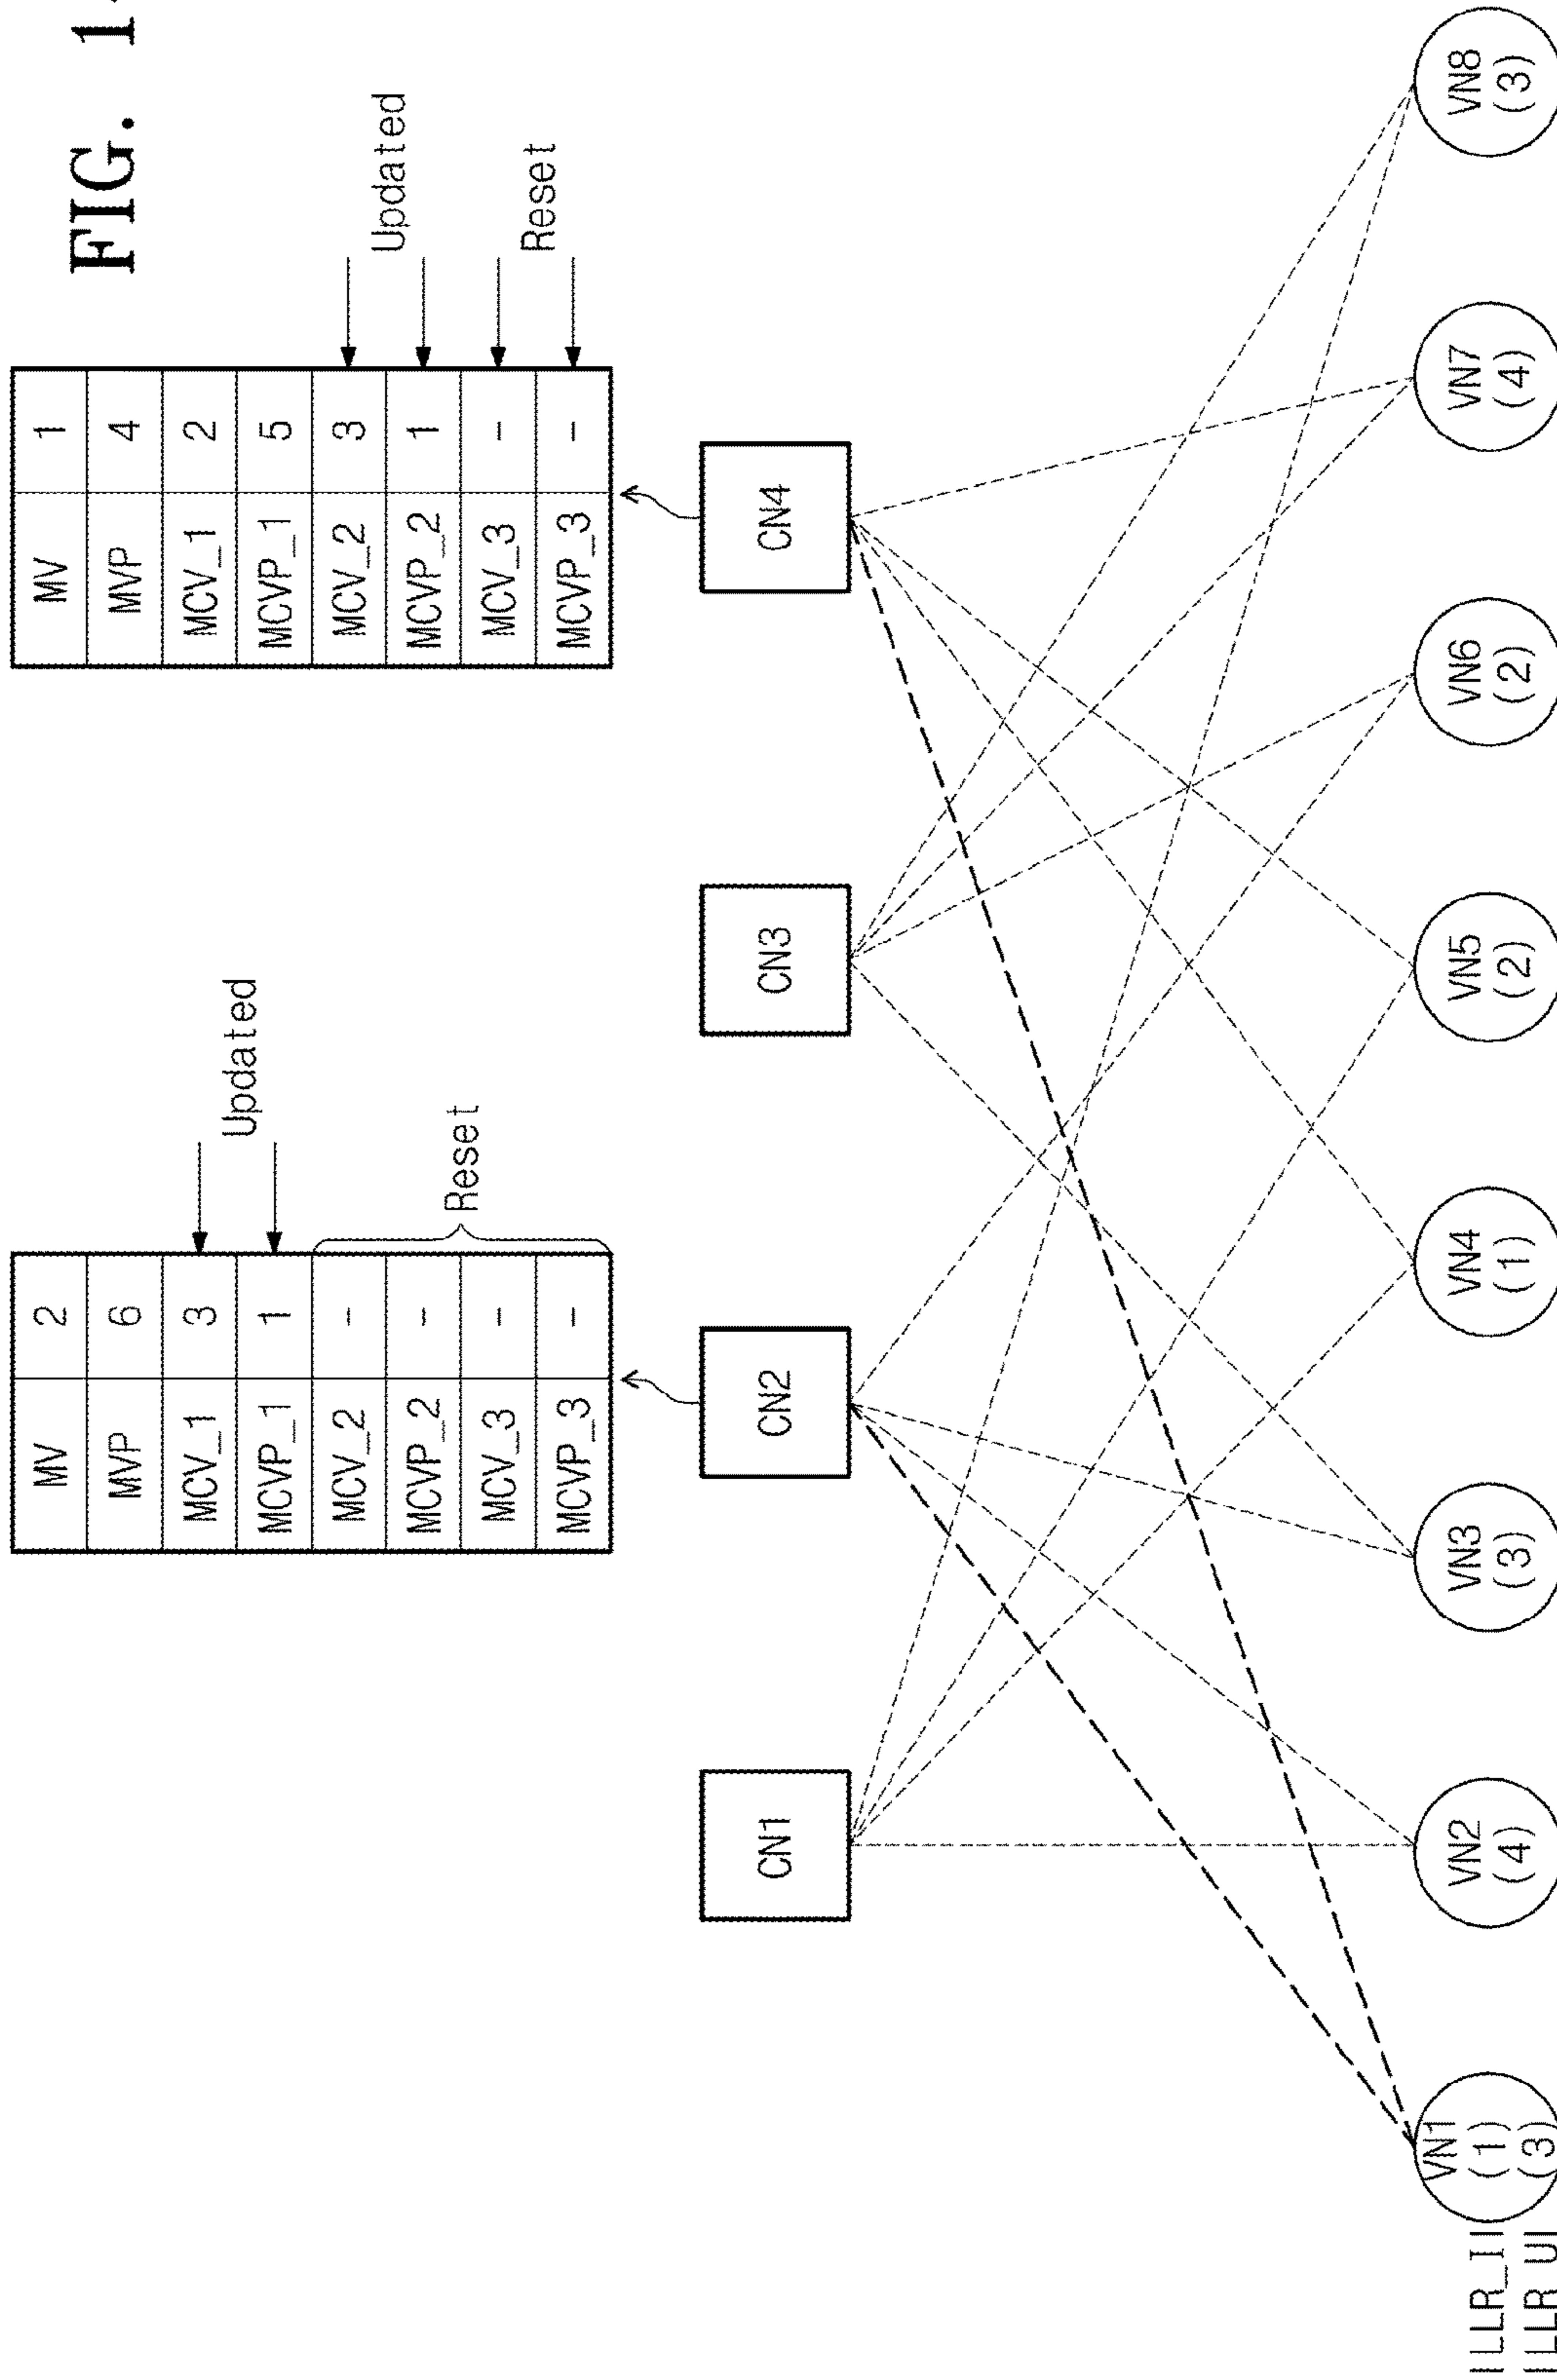 FIG. 1
MV 2
MVP 6
MCV_1 3
MCVP_1 1
MCV_2 -
MCVP_2 -
MCV_3 -
MCVP_3 -
Updated
Reset
MV 1
MVP 4
MCV_1 2
MCVP_1 5
MCV_2 3
MCVP_2 1
MCV_3 -
MCVP_3 -
Updated
Reset
CN1
CN2
CN3
CN4
VN1
(1)
(3)
VN2
(4)
VN3
(3)
VN4
(1)
VN5
(2)
VN6
(2)
VN7
(4)
VN8
(3)